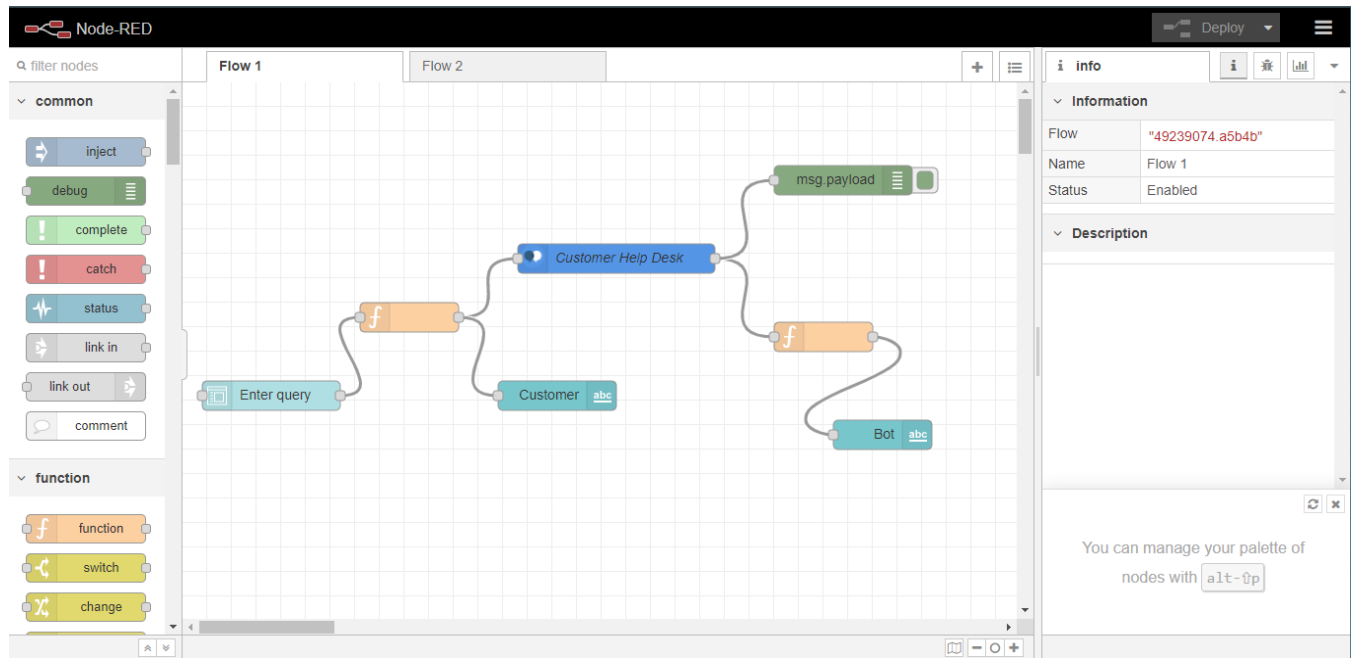 Node-RED
Deploy
filter nodes
Flow 1
Flow 2
i info
i
common
inject
debug
complete
catch
status
link in
link out
comment
function
f function
switch
change
msg.payload
Customer Help Desk
f
f
Enter query
Customer abc
Bot abc
Information
Flow "49239074.a5b4b"
Name Flow 1
Status Enabled
Description
You can manage your palette of
nodes with alt-⇧p